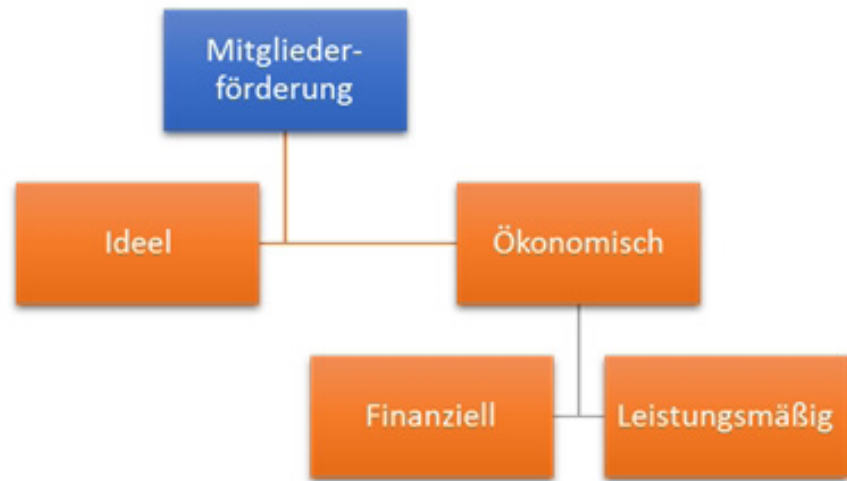 Mitglieder-
förderung
Ideel
Ökonomisch
Finanziell
Leistungsmäßig